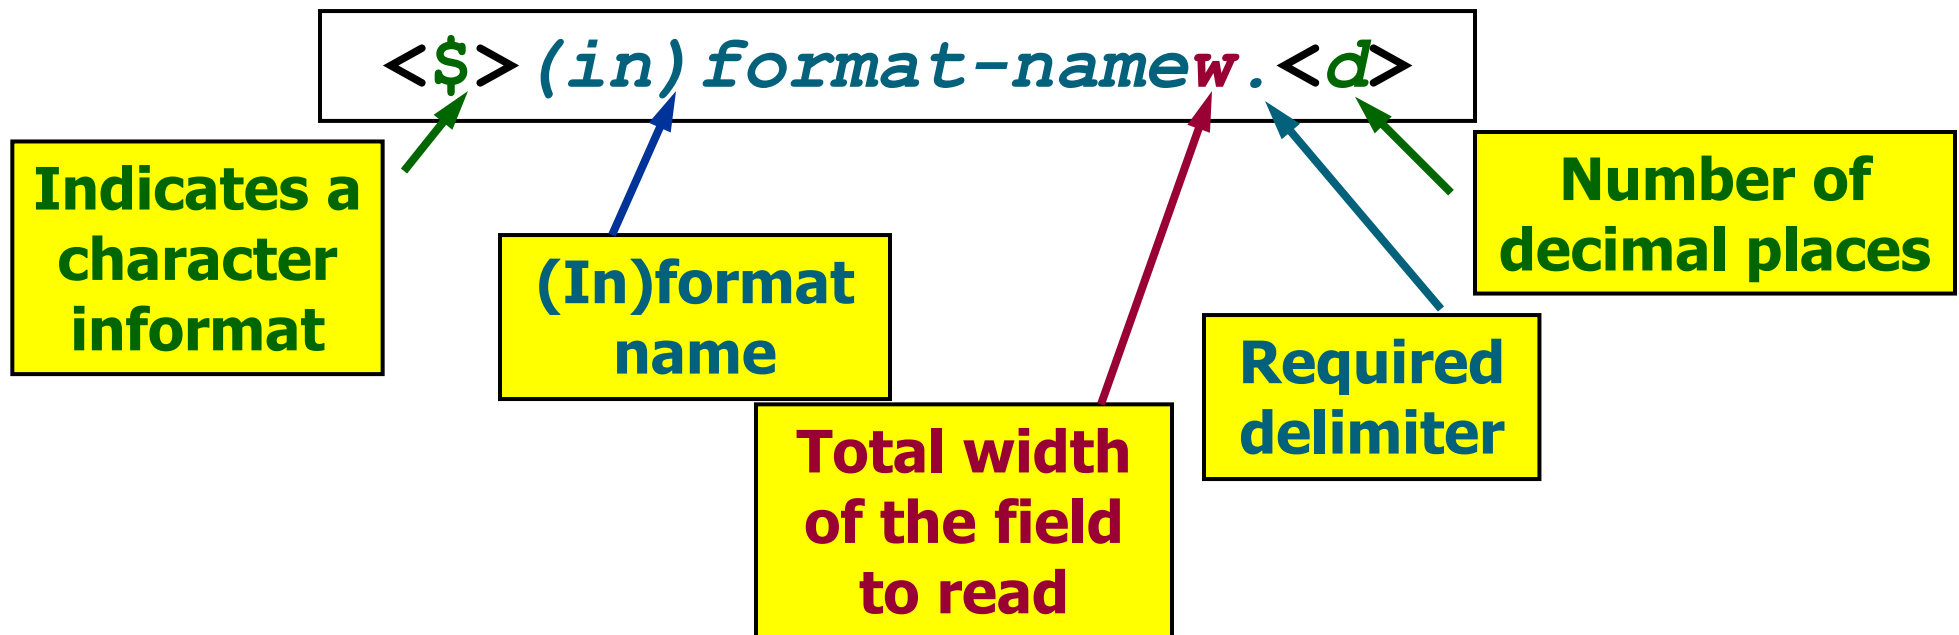 <$>(in)format-namew.<d>
Indicates a
character
informat
(In)format
name
Total width
of the field
to read
Required
delimiter
Number of
decimal places